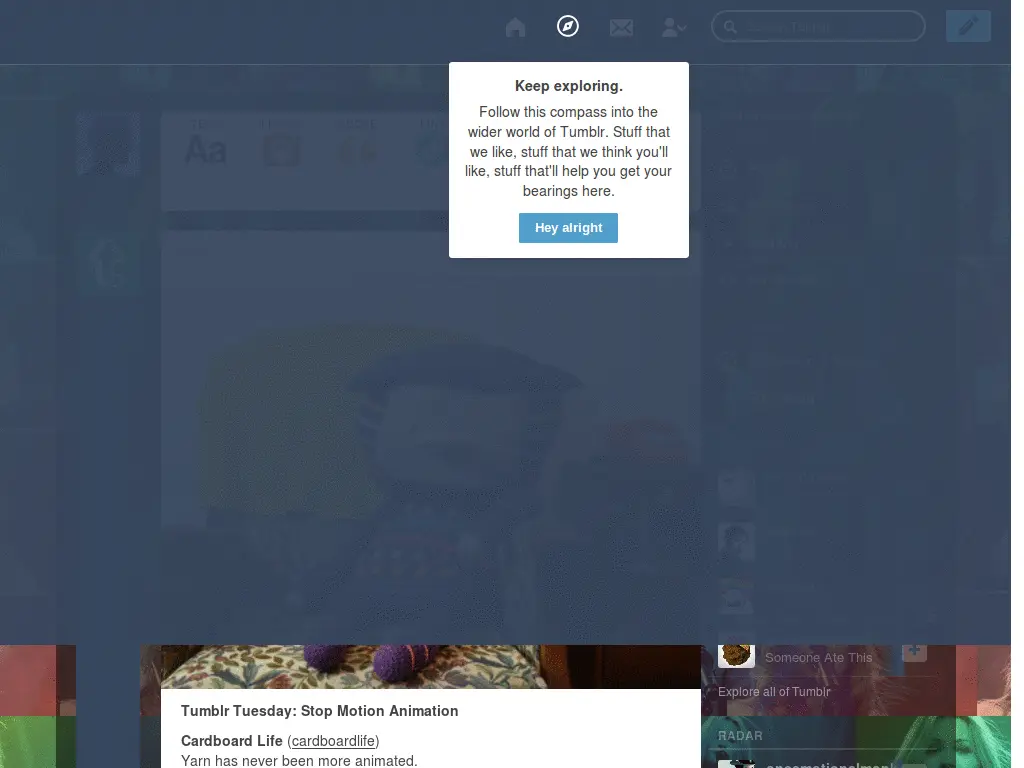 Keep exploring.
Follow this compass into the
wider world of Tumblr. Stuff that
we like, stuff that we think you'll
like, stuff that'll help you get your
bearings here.
Hey alright
Aa
Someone Ate This
Explore all of Tumblr
Tumblr Tuesday: Stop Motion Animation
RADAR
Cardboard Life (cardboardlife)
Yarn has never been more animated.